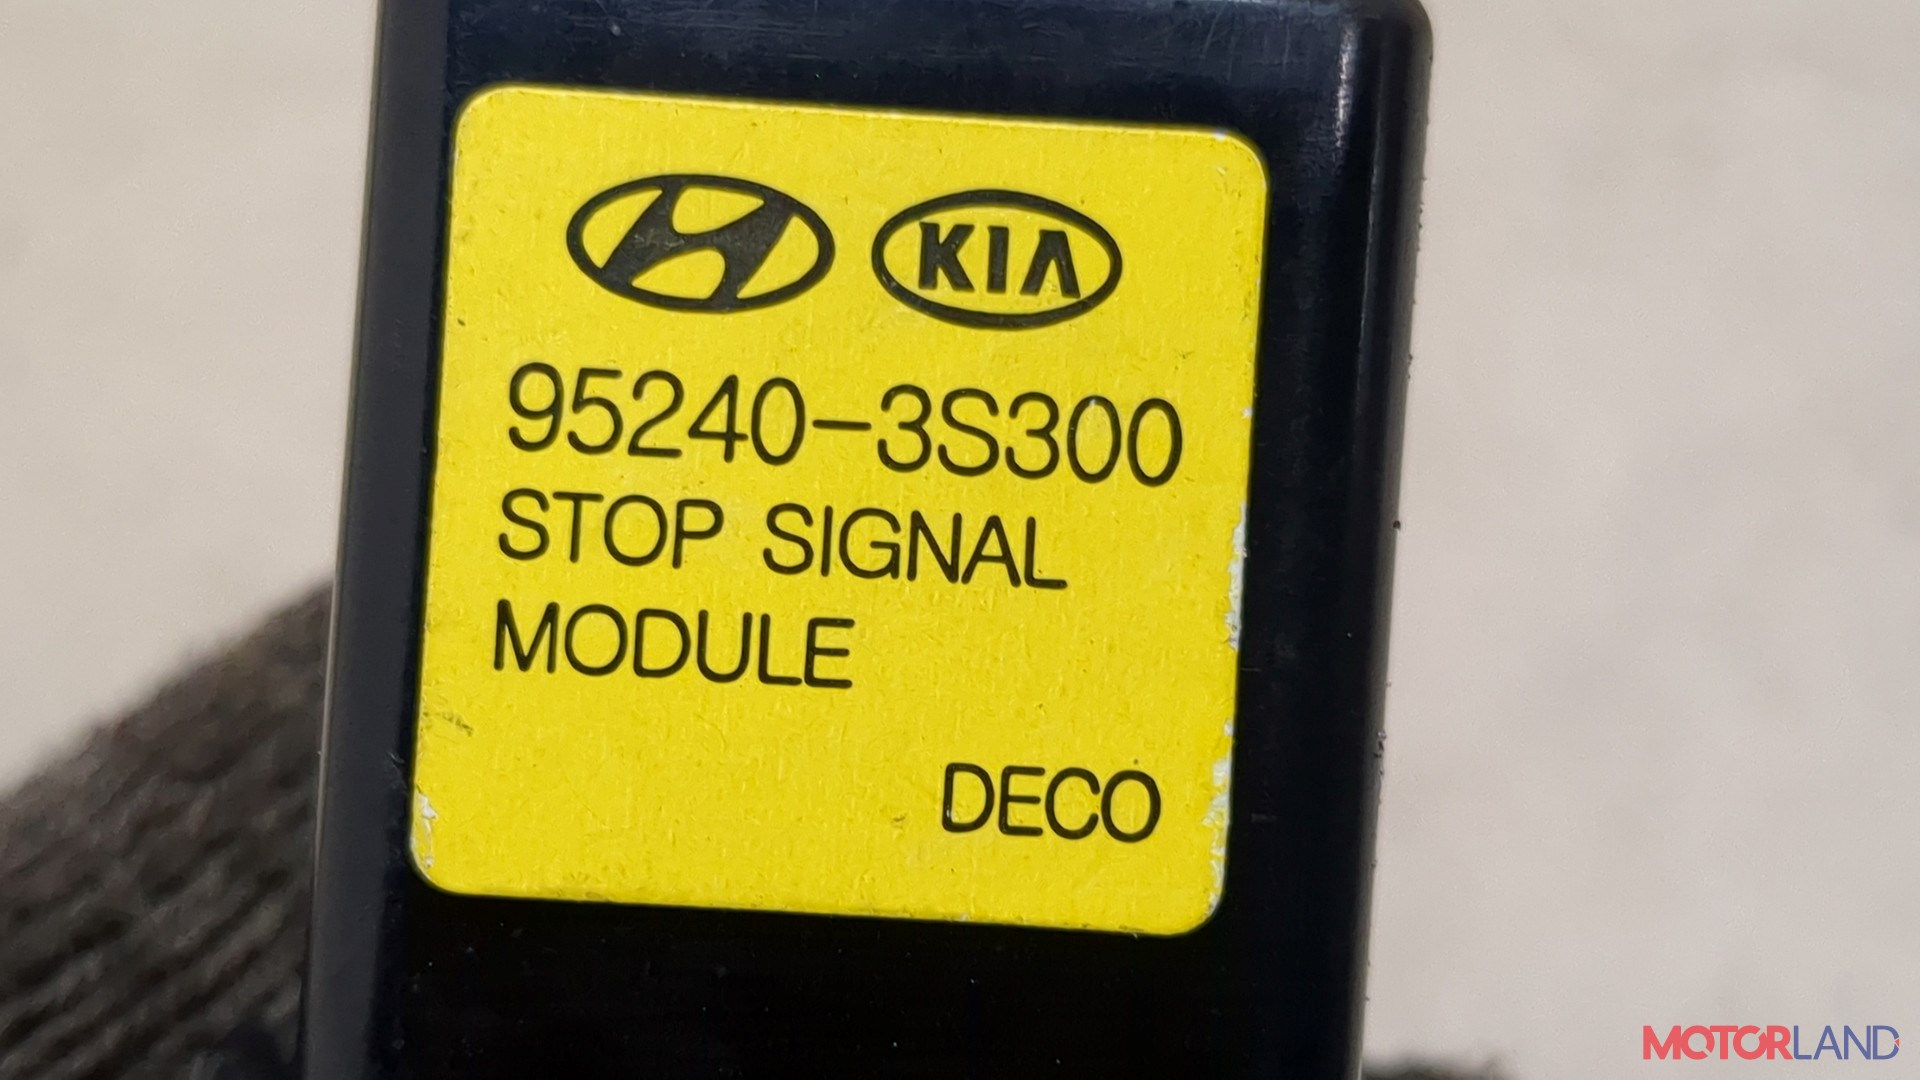 KIA
95240-3S300
STOP SIGNAL
MODULE
DECO
MOTORLAND